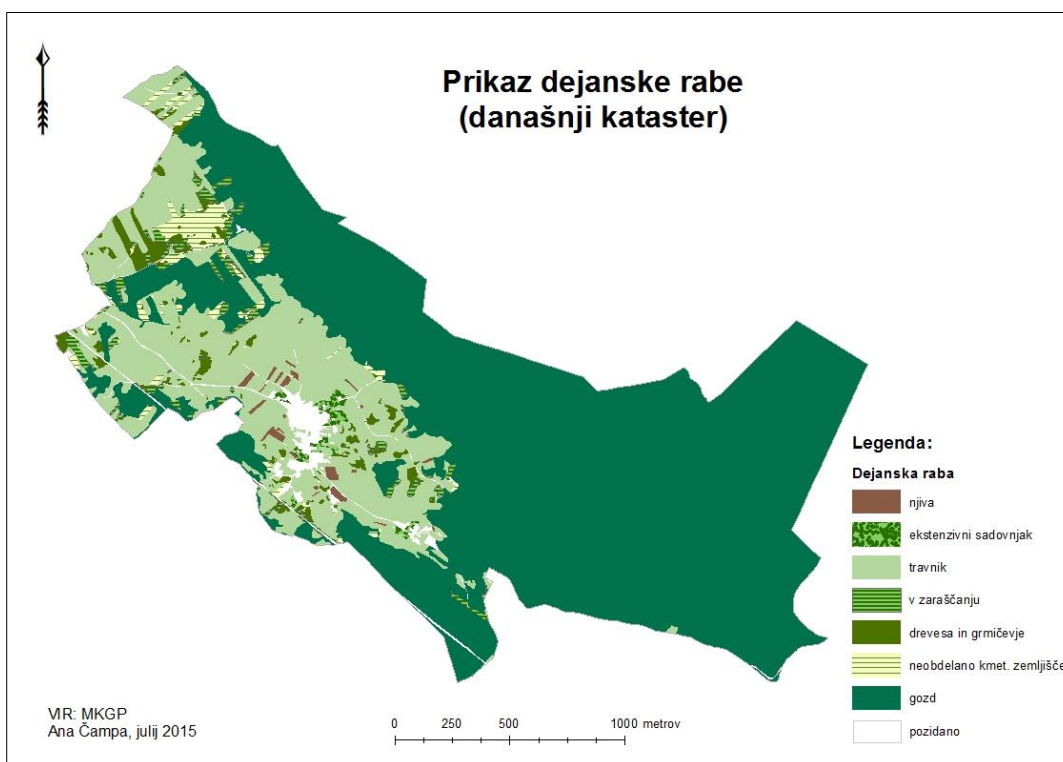 Prikaz dejanske rabe
(današnji kataster)
Legenda:
Dejanska raba
njiva
ekstenzivni sadovnjak
travnik
v zaraščanju
drevesa in grmičevje
neobdelano kmet. zemljišče
gozd
pozidano
VIR: MKGP
Ana Čampa, julij 2015
0 250 500 1000 metrov